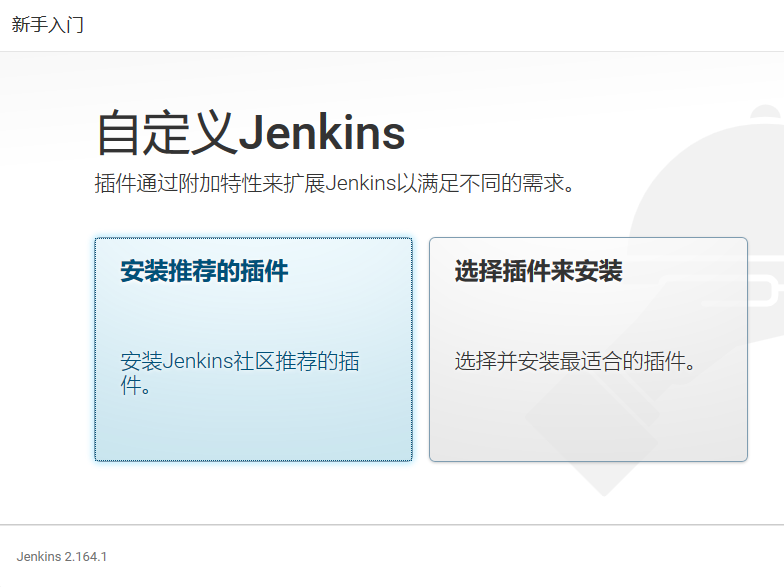 新手入门
自定义Jenkins
插件通过附加特性来扩展Jenkins以满足不同的需求。
安装推荐的插件
安装Jenkins社区推荐的插
件。
选择插件来安装
选择并安装最适合的插件。
Jenkins 2.164.1